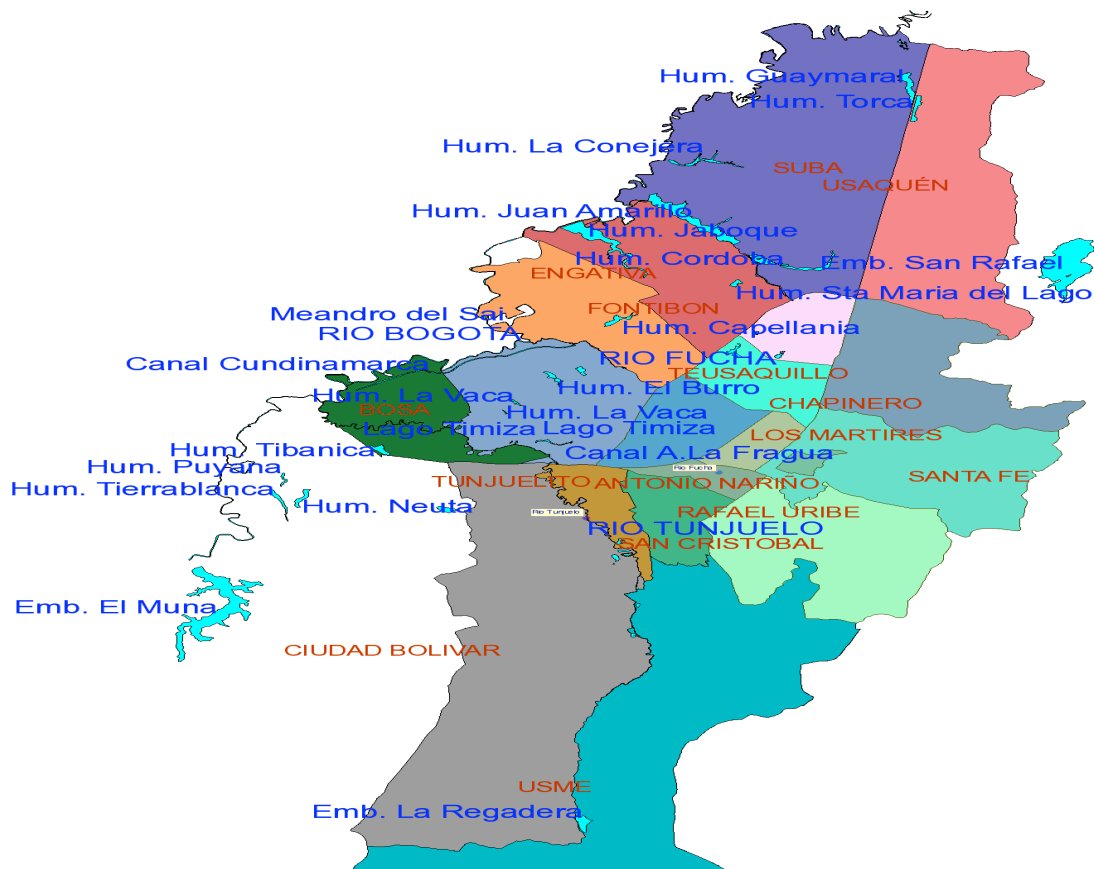 Hum. Guaymaral
Hum. Torca
Hum. La Conejera
SUBA
USAQUÉN
Hum. Juan Amarillo
Hum. Jaboque
Hum. Cordoba
Emb. San Rafael
ENGATIVA
Hum. Sta Maria del Lago
FONTIBON
Meandro del Sai
Hum. Capellania
RIO BOGOTA
RIO FUCHA
Canal Cundinamarca
TEUSAQUILLO
Hum. El Burro
Hum. La Vaca
CHAPINERO
BOSA
Hum. La Vaca
Lago Timiza
Lago Timiza
LOS MARTIRES
Hum. Tibanica
Canal A.La Fragua
Hum. Puyana
Rio Fucha
SANTA FE
TUNJUELITO
ANTONIO NARIÑO
Hum. Tierrablanca
Hum. Neuta
Rio Tunjuelo
RAFAEL URIBE
RIO TUNJUELO
SAN CRISTOBAL
Emb. El Muna
CIUDAD BOLIVAR
USME
Emb. La Regadera